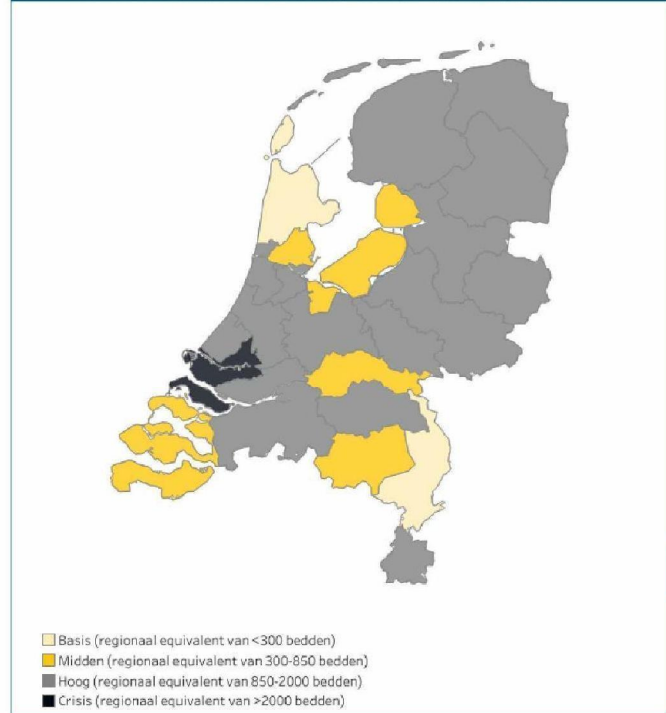 Basis (regionaal equivalent van <300 bedden)
Midden (regionaal equivalent van 300-850 bedden)
Hoog (regionaal equivalent van 850-2000 bedden)
Crisis (regionaal equivalent van >2000 bedden)